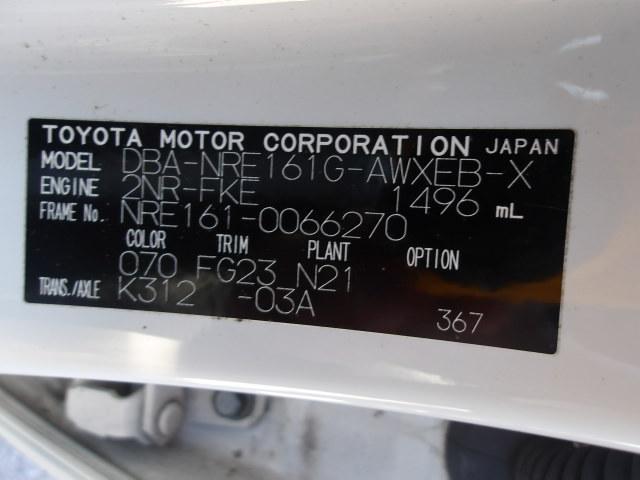 TOYOTA MOTOR CORPORATION JAPAN
MODEL DBA-NRE161G-AWXEB-X
ENGINE 2NR-FKE 1496 mL
FRAME No. NRE161-0066270
COLOR TRIM PLANT OPTION
070 FG23 N21
TRANS./AXLE K312 -03A
367